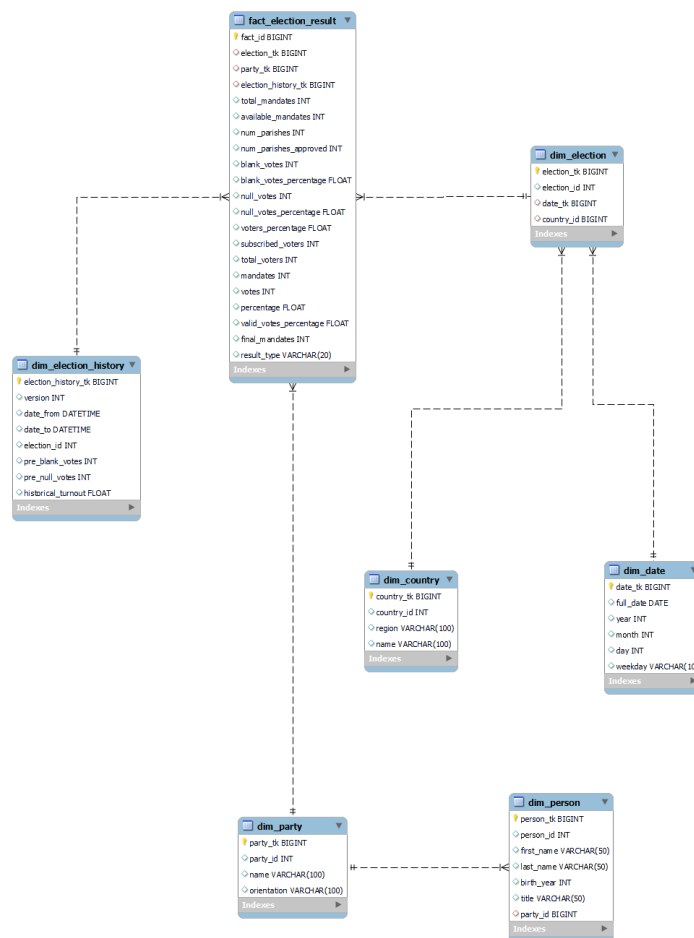 fact_election_result
fact_id BIGINT
election_tk BIGINT
party_tk BIGINT
election_history_tk BIGINT
total_mandates INT
available_mandates INT
num_parishes INT
num_parishes_approved INT
blank_votes INT
blank_votes_percentage FLOAT
null_votes INT
null_votes_percentage FLOAT
voters_percentage FLOAT
subscribed_voters INT
total_voters INT
mandates INT
votes INT
percentage FLOAT
valid_votes_percentage FLOAT
final_mandates INT
result_type VARCHAR(20)
Indexes
dim_election
election_tk BIGINT
election_id INT
date_tk BIGINT
country_id BIGINT
Indexes
dim_election_history
election_history_tk BIGINT
version INT
date_from DATETIME
date_to DATETIME
election_id INT
pre_blank_votes INT
pre_null_votes INT
historical_turnout FLOAT
Indexes
dim_country
country_tk BIGINT
country_id INT
region VARCHAR(100)
name VARCHAR(100)
Indexes
dim_date
date_tk BIGINT
full_date DATE
year INT
month INT
day INT
weekday VARCHAR(10
Indexes
dim_party
party_tk BIGINT
party_id INT
name VARCHAR(100)
orientation VARCHAR(100)
Indexes
dim_person
person_tk BIGINT
person_id INT
first_name VARCHAR(50)
last_name VARCHAR(50)
birth_year INT
title VARCHAR(50)
party_id BIGINT
Indexes